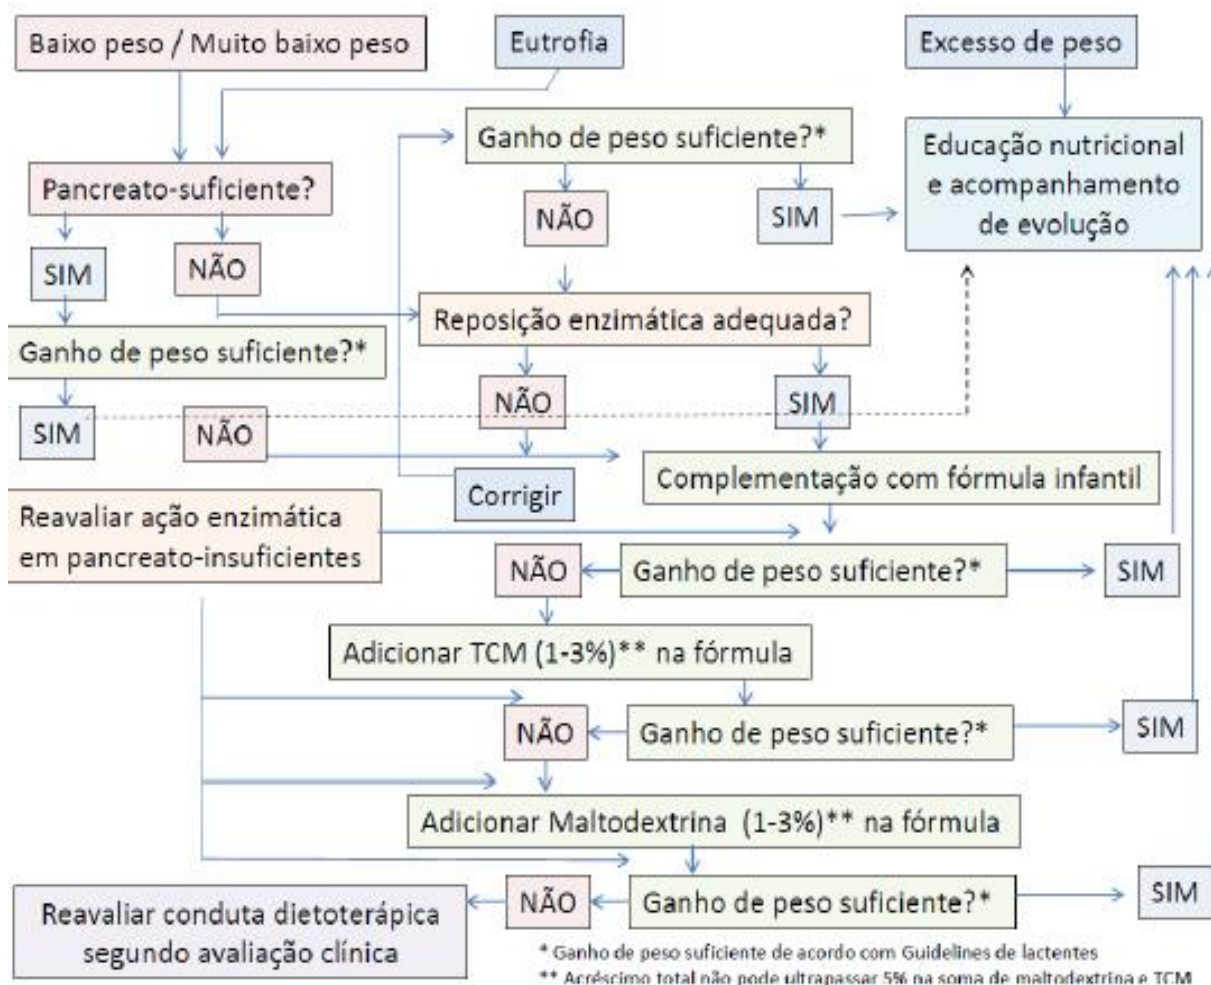 Baixo peso / Muito baixo peso
Eutrofia
Excesso de peso
Ganho de peso suficiente?*
Educação nutricional
e acompanhamento
de evolução
Pancreato-suficiente?
NÃO
SIM
SIM
NÃO
Reposição enzimática adequada?
Ganho de peso suficiente?*
NÃO
SIM
SIM
NÃO
Complementação com fórmula infantil
Corrigir
Reavaliar ação enzimática
em pancreato-insuficientes
NÃO
Ganho de peso suficiente?*
SIM
Adicionar TCM (1-3%)** na fórmula
NÃO
Ganho de peso suficiente?*
SIM
Adicionar Maltodextrina (1-3%)** na fórmula
Reavaliar conduta dietoterápica
segundo avaliação clínica
NÃO
Ganho de peso suficiente?*
SIM
* Ganho de peso suficiente de acordo com Guidelines de lactentes
** Acréscimo total não pode ultrapassar 5% na soma de maltodextrina e TCM